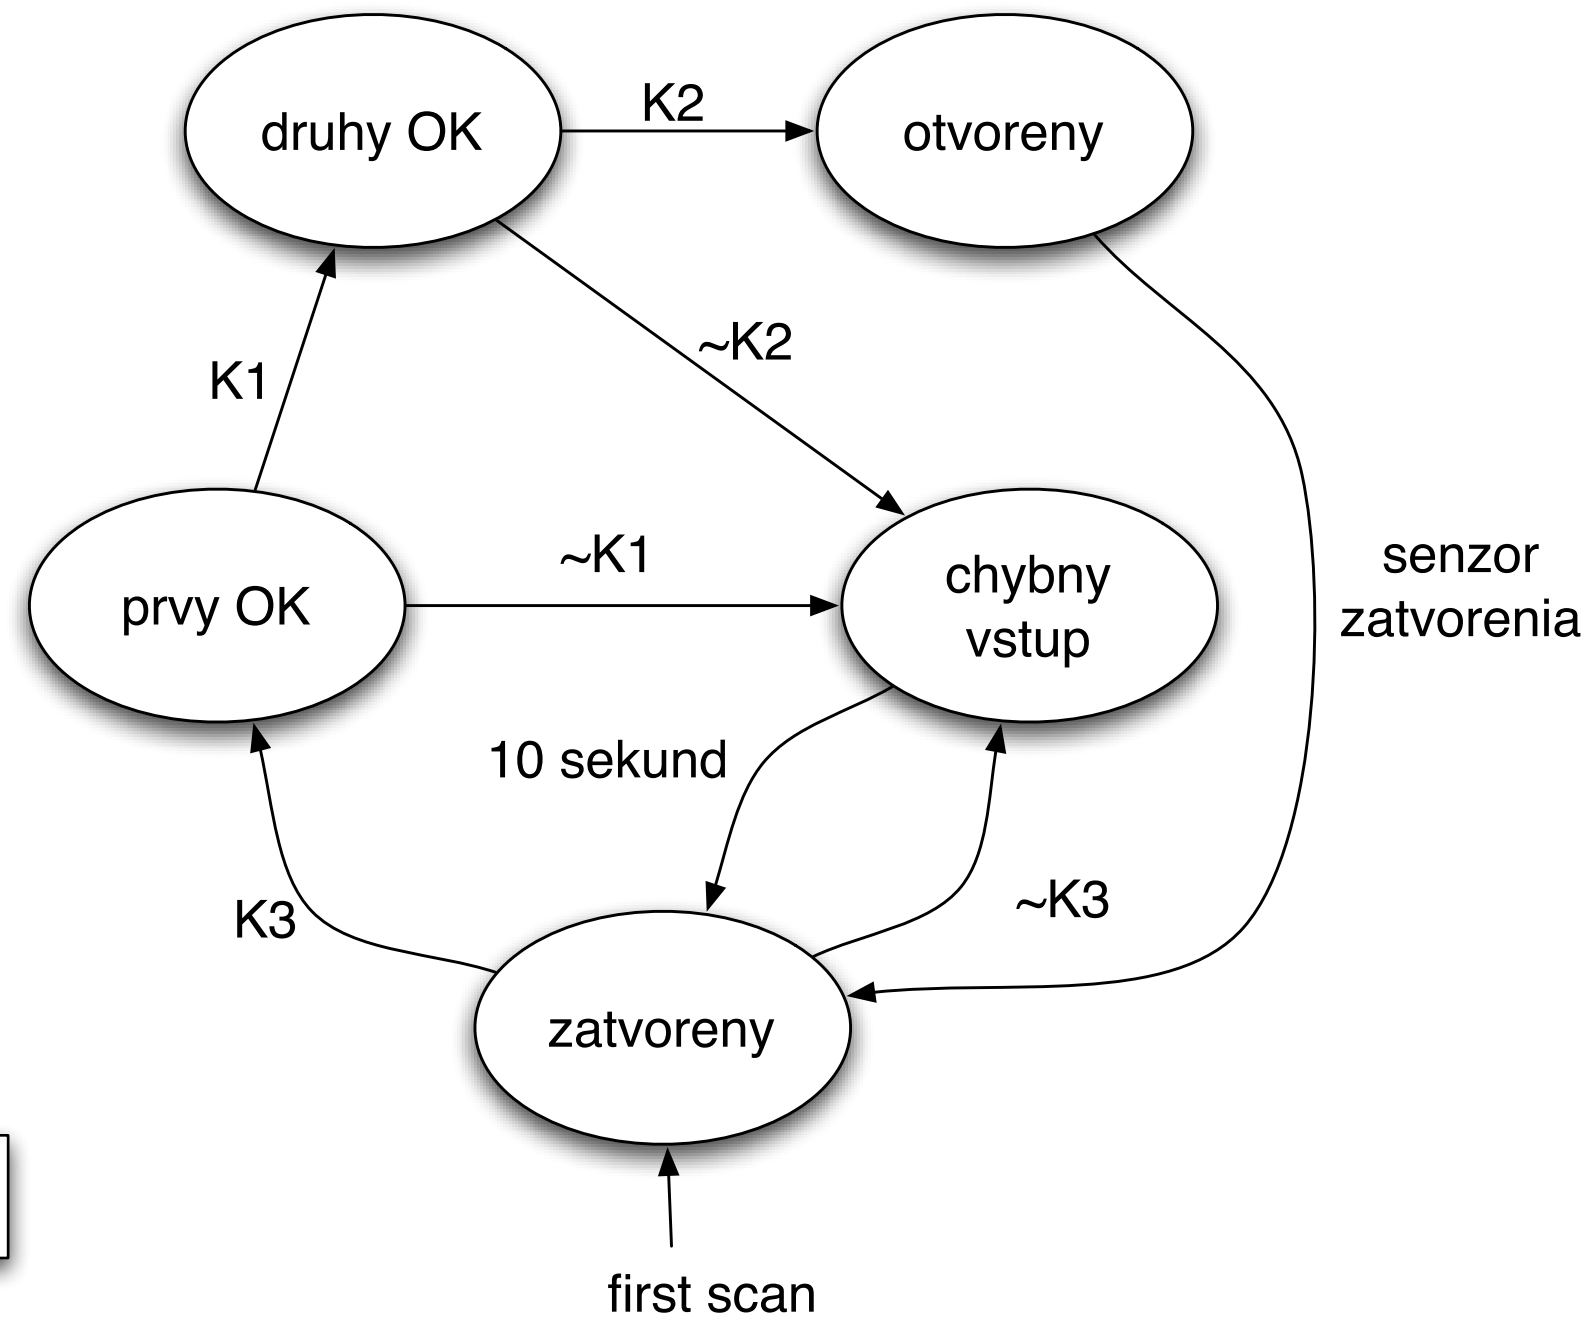 K2
druhy OK
otvoreny
~K2
K1
~K1
senzor
zatvorenia
chybny
vstup
prvy OK
10 sekund
~K3
K3
zatvoreny
first scan